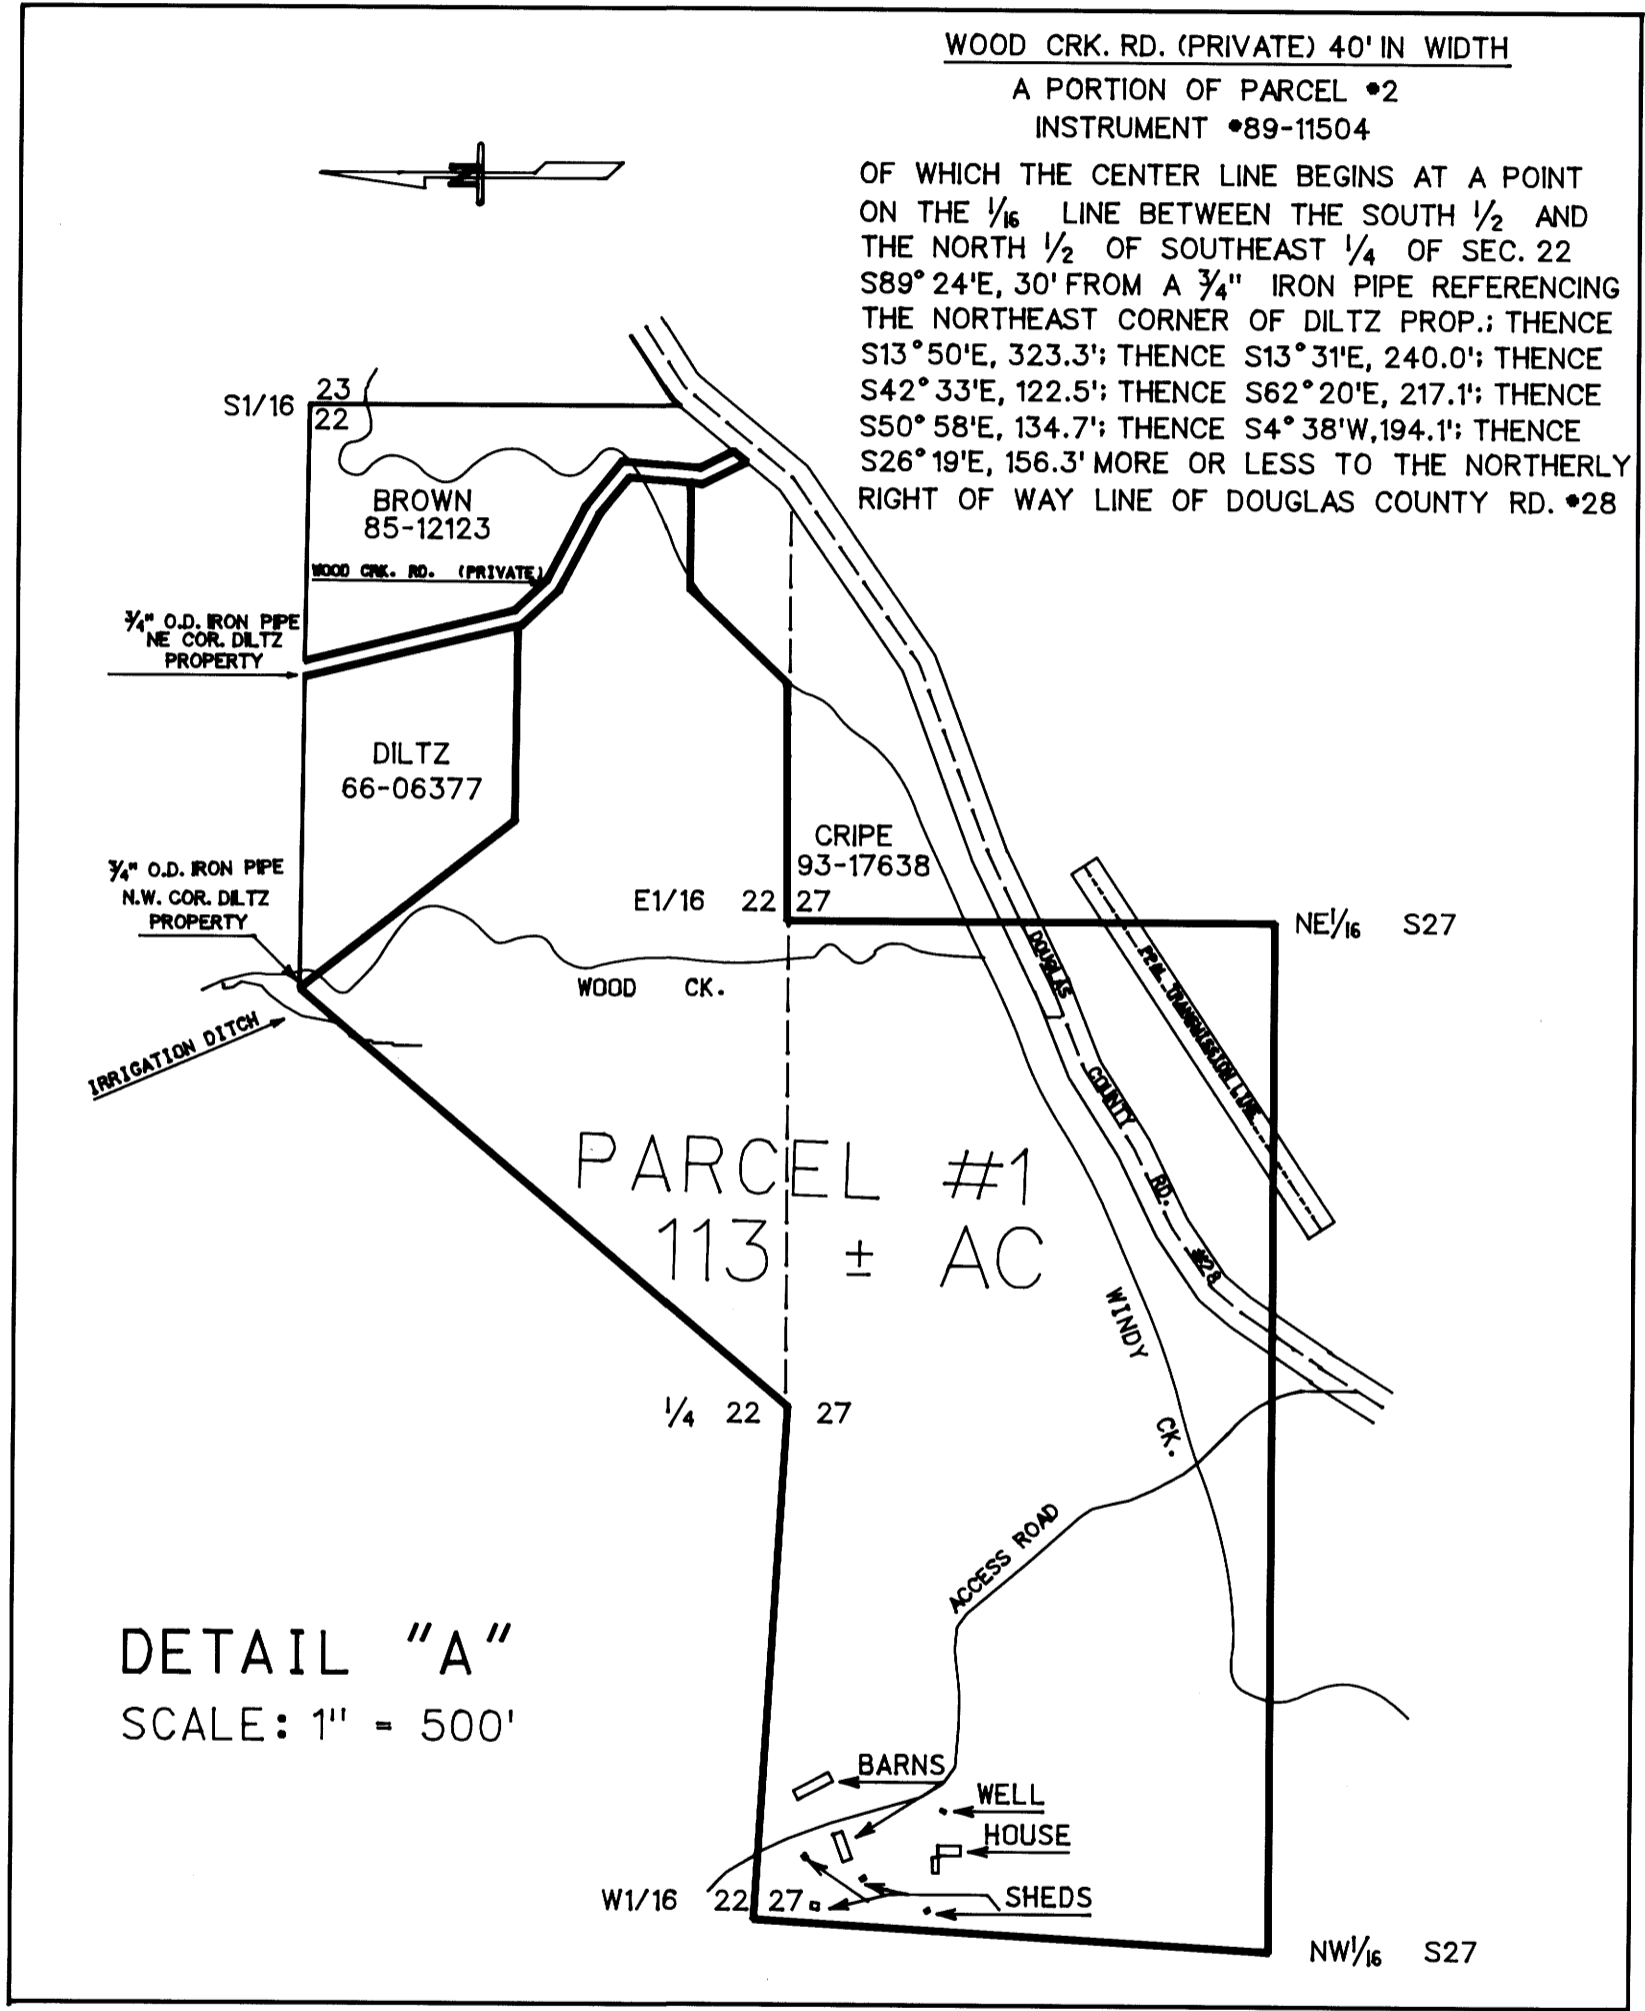 WOOD CRK. RD. (PRIVATE) 40' IN WIDTH
A PORTION OF PARCEL #2
INSTRUMENT #89-11504
OF WHICH THE CENTER LINE BEGINS AT A POINT
ON THE 1/16 LINE BETWEEN THE SOUTH 1/2 AND
THE NORTH 1/2 OF SOUTHEAST 1/4 OF SEC. 22
S89°24'E, 30' FROM A 3/4" IRON PIPE REFERENCING
THE NORTHEAST CORNER OF DILTZ PROP.; THENCE
S13°50'E, 323.3'; THENCE S13°31'E, 240.0'; THENCE
S42°33'E, 122.5'; THENCE S62°20'E, 217.1'; THENCE
S50°58'E, 134.7'; THENCE S4°38'W, 194.1'; THENCE
S26°19'E, 156.3' MORE OR LESS TO THE NORTHERLY
RIGHT OF WAY LINE OF DOUGLAS COUNTY RD. #28
N
S1/16 23
22
BROWN
85-12123
WOOD CRK. RD. (PRIVATE)
3/4" O.D. IRON PIPE
NE COR. DILTZ
PROPERTY
DILTZ
66-06377
CRIPE
93-17638
3/4" O.D. IRON PIPE
N.W. COR. DILTZ
PROPERTY
E1/16 22 27
NE1/16 S27
WOOD CK.
IRRIGATION DITCH
DOUGLAS COUNTY RD. #28
PP&L TRANSMISSION LINE
PARCEL #1
113 ± AC
WINDY CK.
1/4 22 27
ACCESS ROAD
DETAIL "A"
SCALE: 1" = 500'
BARNS
WELL
HOUSE
SHEDS
W1/16 22 27
NW1/16 S27